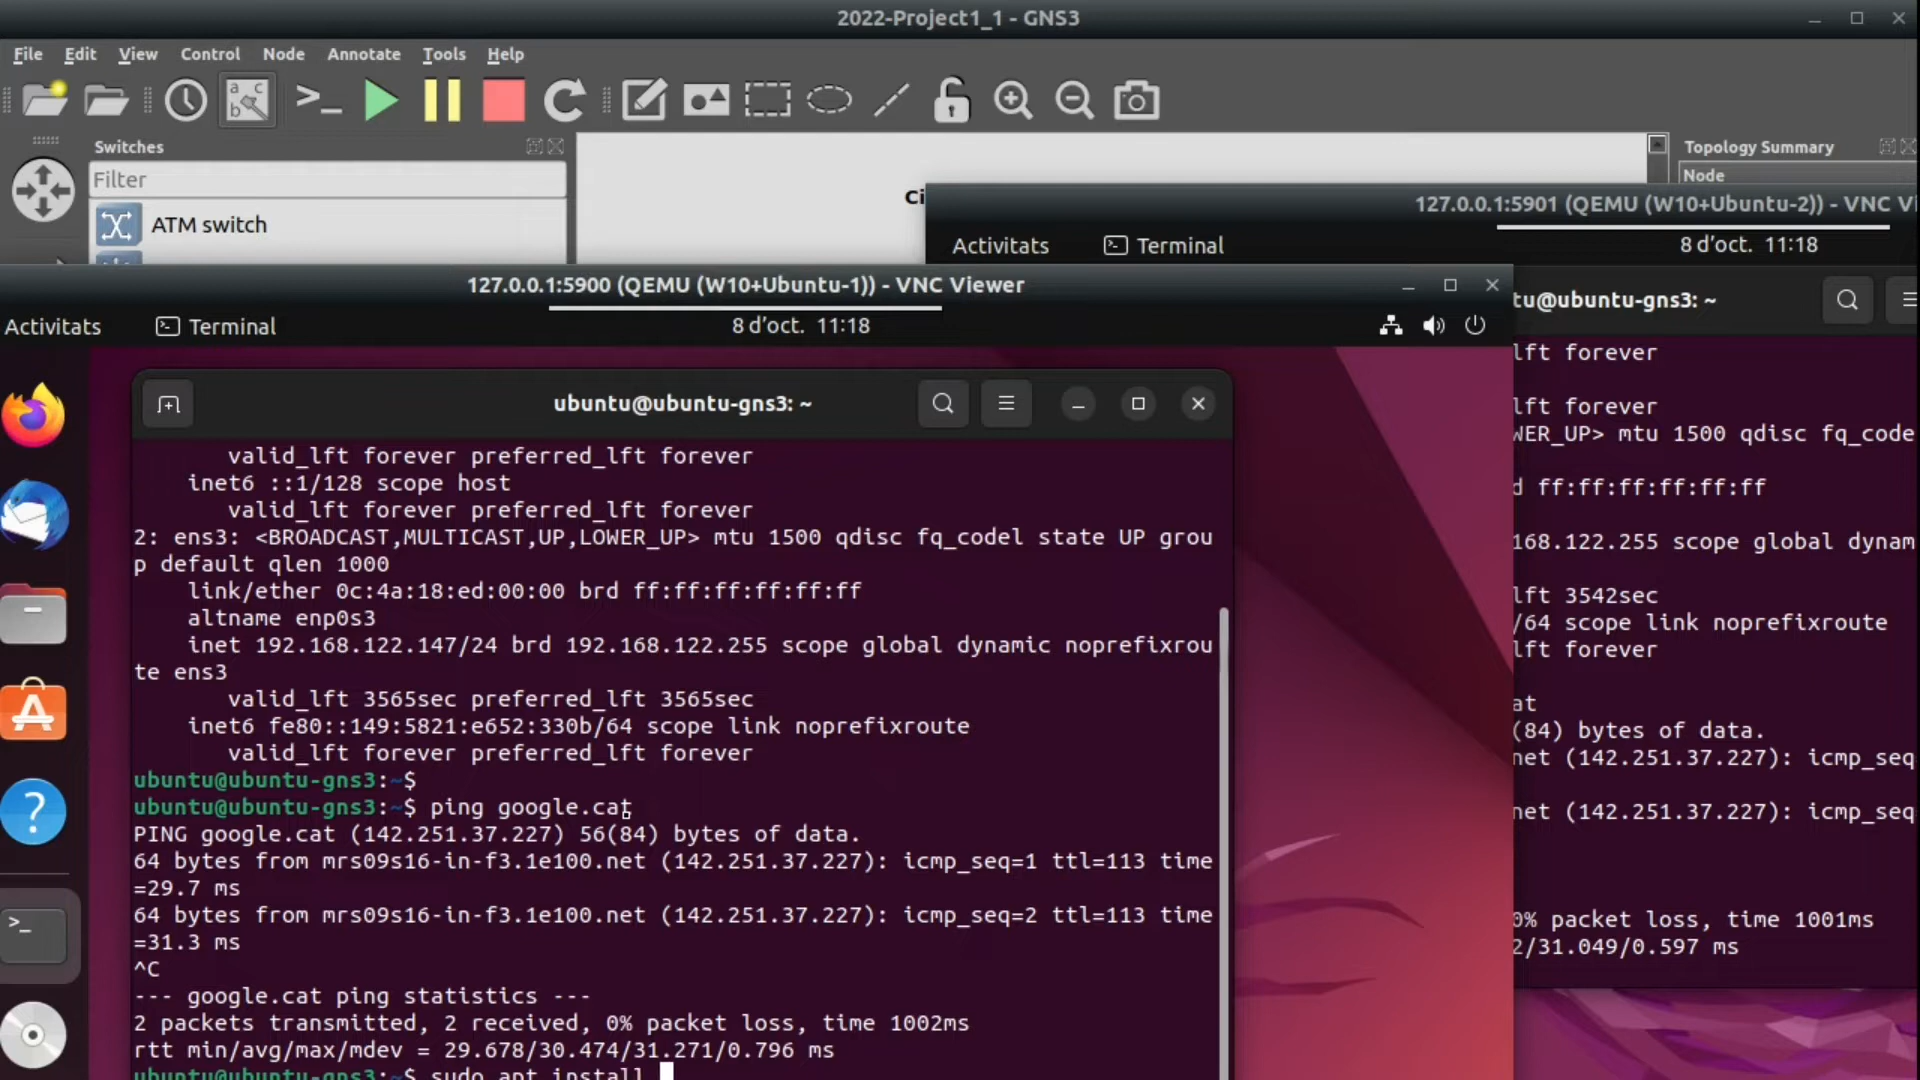 2022-Project1_1 - GNS3
File Edit View Control Node Annotate Tools Help
Switches
Filter
ATM switch
Topology Summary
Node
127.0.0.1:5901 (QEMU (W10+Ubuntu-2)) - VNC
Activitats
Terminal
8 d'oct. 11:18
127.0.0.1:5900 (QEMU (W10+Ubuntu-1)) - VNC Viewer
Activitats
Terminal
8 d'oct. 11:18
ubuntu@ubuntu-gns3: ~
valid_lft forever preferred_lft forever
inet6 ::1/128 scope host
valid_lft forever preferred_lft forever
2: ens3: <BROADCAST,MULTICAST,UP,LOWER_UP> mtu 1500 qdisc fq_codel state UP grou
p default qlen 1000
link/ether 0c:4a:18:ed:00:00 brd ff:ff:ff:ff:ff:ff
altname enp0s3
inet 192.168.122.147/24 brd 192.168.122.255 scope global dynamic noprefixrou
te ens3
valid_lft 3565sec preferred_lft 3565sec
inet6 fe80::149:5821:e652:330b/64 scope link noprefixroute
valid_lft forever preferred_lft forever
ubuntu@ubuntu-gns3:~$
ubuntu@ubuntu-gns3:~$ ping google.cat
PING google.cat (142.251.37.227) 56(84) bytes of data.
64 bytes from mrs09s16-in-f3.1e100.net (142.251.37.227): icmp_seq=1 ttl=113 time
=29.7 ms
64 bytes from mrs09s16-in-f3.1e100.net (142.251.37.227): icmp_seq=2 ttl=113 time
=31.3 ms
^C
--- google.cat ping statistics ---
2 packets transmitted, 2 received, 0% packet loss, time 1002ms
rtt min/avg/max/mdev = 29.678/30.474/31.271/0.796 ms
ubuntu@ubuntu-gns3:~$ sudo apt install
tu@ubuntu-gns3: ~
lft forever
lft forever
WER_UP> mtu 1500 qdisc fq_code
d ff:ff:ff:ff:ff:ff
168.122.255 scope global dynam
lft 3542sec
/64 scope link noprefixroute
lft forever
at
(84) bytes of data.
net (142.251.37.227): icmp_seq
net (142.251.37.227): icmp_seq
0% packet loss, time 1001ms
2/31.049/0.597 ms